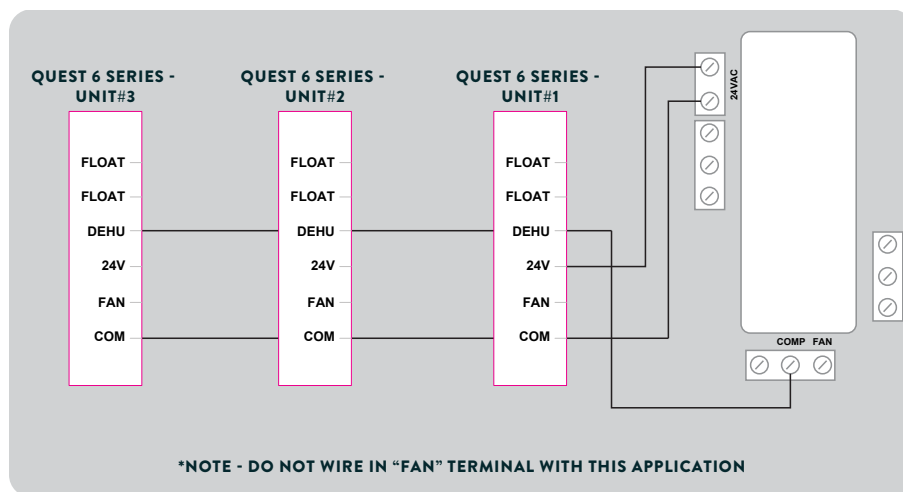 QUEST 6 SERIES -
UNIT#3
QUEST 6 SERIES -
UNIT#2
QUEST 6 SERIES -
UNIT#1
FLOAT
FLOAT
DEHU
24V
FAN
COM
FLOAT
FLOAT
DEHU
24V
FAN
COM
FLOAT
FLOAT
DEHU
24V
FAN
COM
24VAC
COMP FAN
*NOTE - DO NOT WIRE IN “FAN” TERMINAL WITH THIS APPLICATION